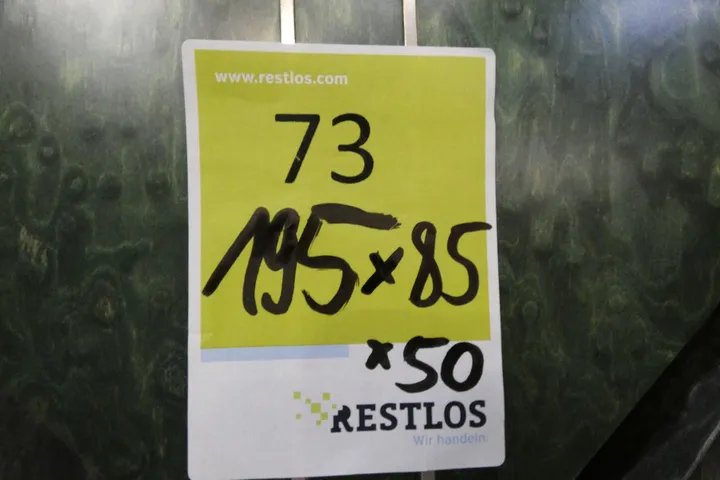 www.restlos.com
73
195 x 85
x 50
RESTLOS
Wir handeln.